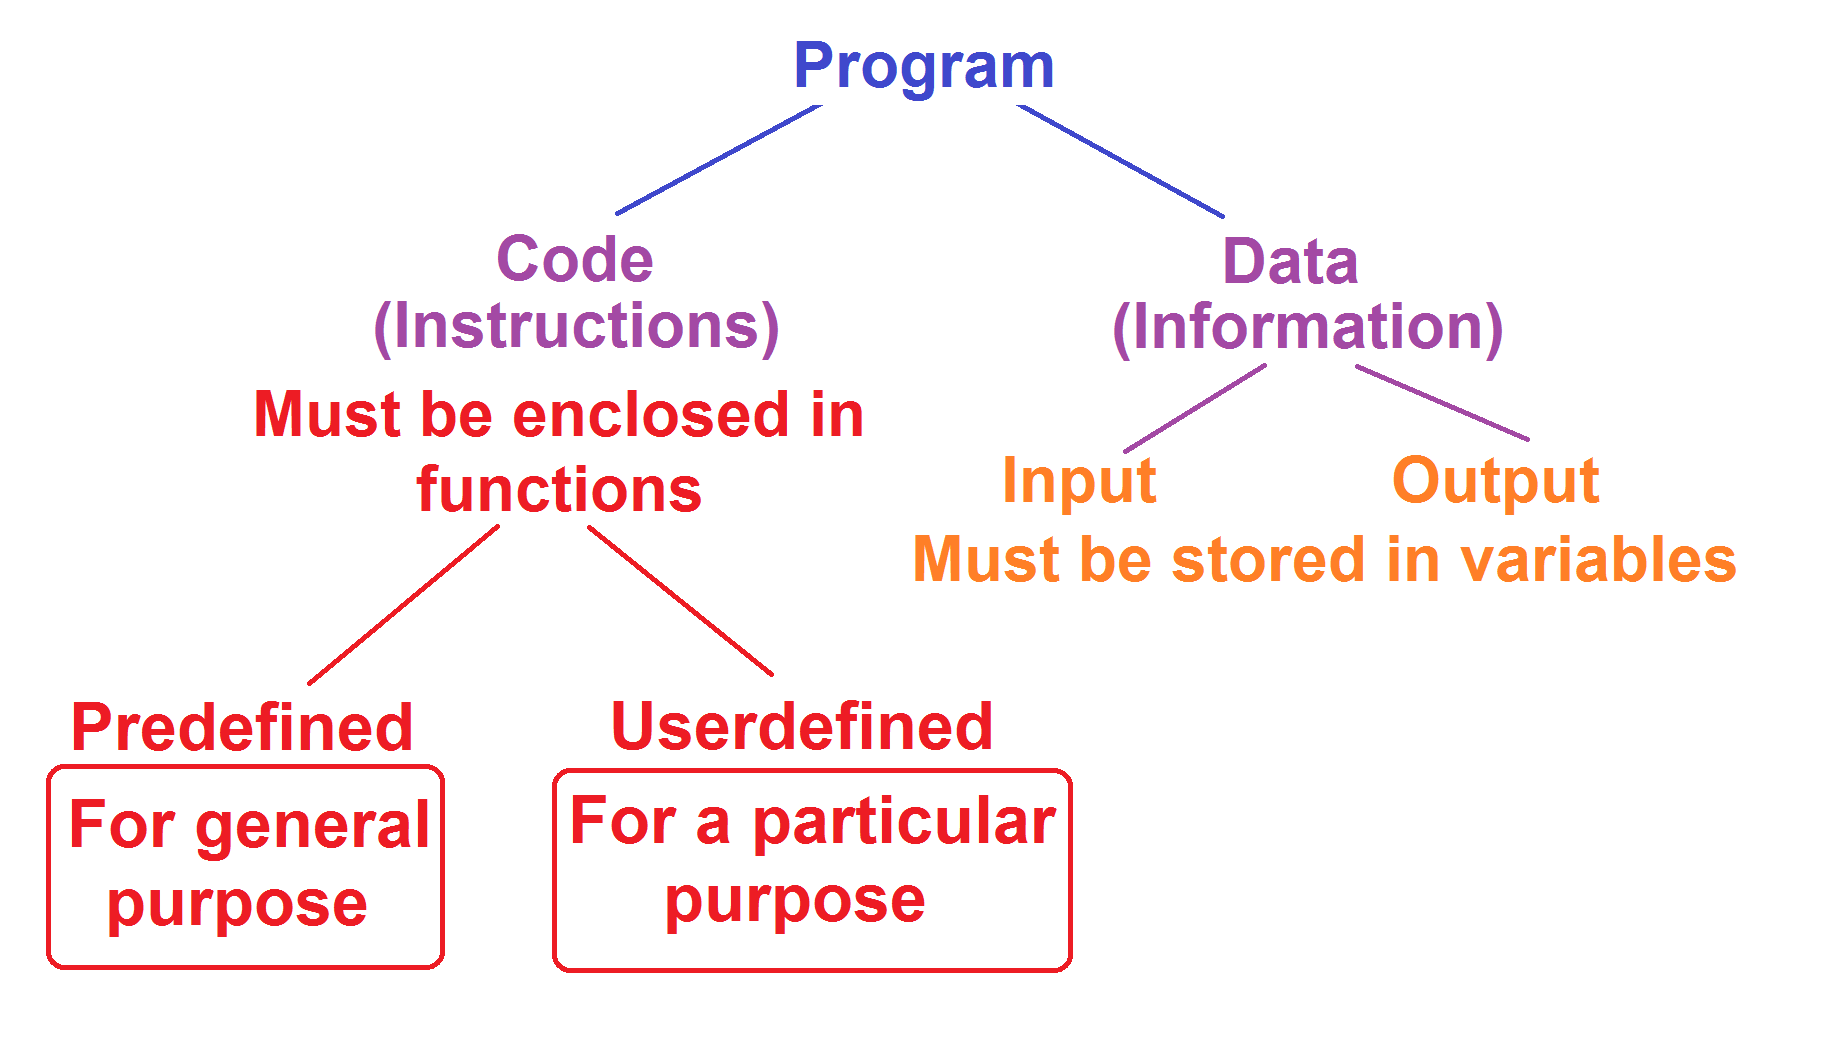 Program
Code
(Instructions)
Must be enclosed in
functions
Data
(Information)
Input
Output
Must be stored in variables
Predefined
For general
purpose
Userdefined
For a particular
purpose